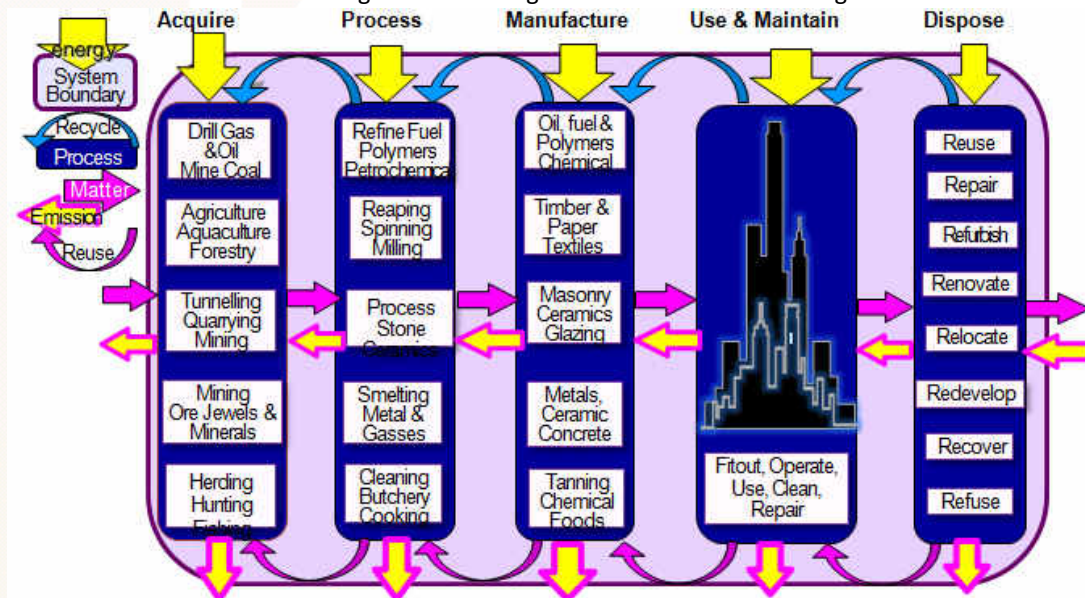 Acquire
Process
Manufacture
Use & Maintain
Dispose
energy
System
Boundary
Recycle
Process
Matter
Emission
Reuse
Drill Gas
&Oil
Mine Coal
Agriculture
Aquaculture
Forestry
Tunnelling
Quarrying
Mining
Mining
Ore Jewels &
Minerals
Herding
Hunting
Fishing
Refine Fuel
Polymers
Petrochemical
Reaping
Spinning
Milling
Process
Stone
Ceramics
Smelting
Metal &
Gasses
Cleaning
Butchery
Cooking
Oil, fuel &
Polymers
Chemical
Timber &
Paper
Textiles
Masonry
Ceramics
Glazing
Metals,
Ceramic
Concrete
Tanning
Chemical
Foods
Fitout, Operate,
Use, Clean,
Repair
Reuse
Repair
Refurbish
Renovate
Relocate
Redevelop
Recover
Refuse